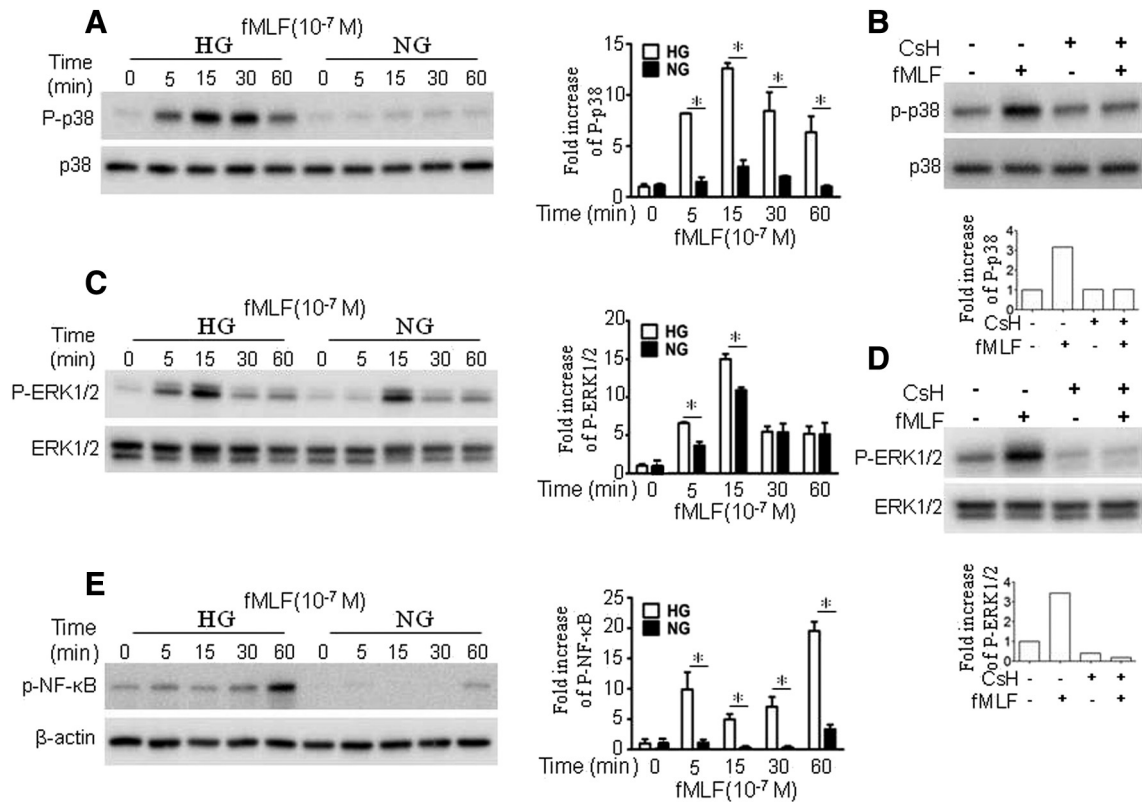 A
fMLF(10⁻⁷ M)
HG NG
Time (min) 0 5 15 30 60 0 5 15 30 60
P-p38
p38
Fold increase of P-p38
15
10
5
0
HG
NG
* * * *
Time (min) 0 5 15 30 60
fMLF(10⁻⁷ M)
B
CsH - - + +
fMLF - + - +
p-p38
p38
Fold increase of P-p38
4
3
2
1
0
CsH - - + +
fMLF - + - +
C
fMLF(10⁻⁷ M)
HG NG
Time (min) 0 5 15 30 60 0 5 15 30 60
P-ERK1/2
ERK1/2
Fold increase of P-ERK1/2
20
15
10
5
0
HG
NG
* *
Time (min) 0 5 15 30 60
fMLF(10⁻⁷ M)
D
CsH - - + +
fMLF - + - +
P-ERK1/2
ERK1/2
Fold increase of P-ERK1/2
4
3
2
1
0
CsH - - + +
fMLF - + - +
E
fMLF(10⁻⁷ M)
HG NG
Time (min) 0 5 15 30 60 0 5 15 30 60
p-NF-κB
β-actin
Fold increase of P-NF-κB
25
20
15
10
5
0
HG
NG
* * * *
Time (min) 0 5 15 30 60
fMLF(10⁻⁷ M)